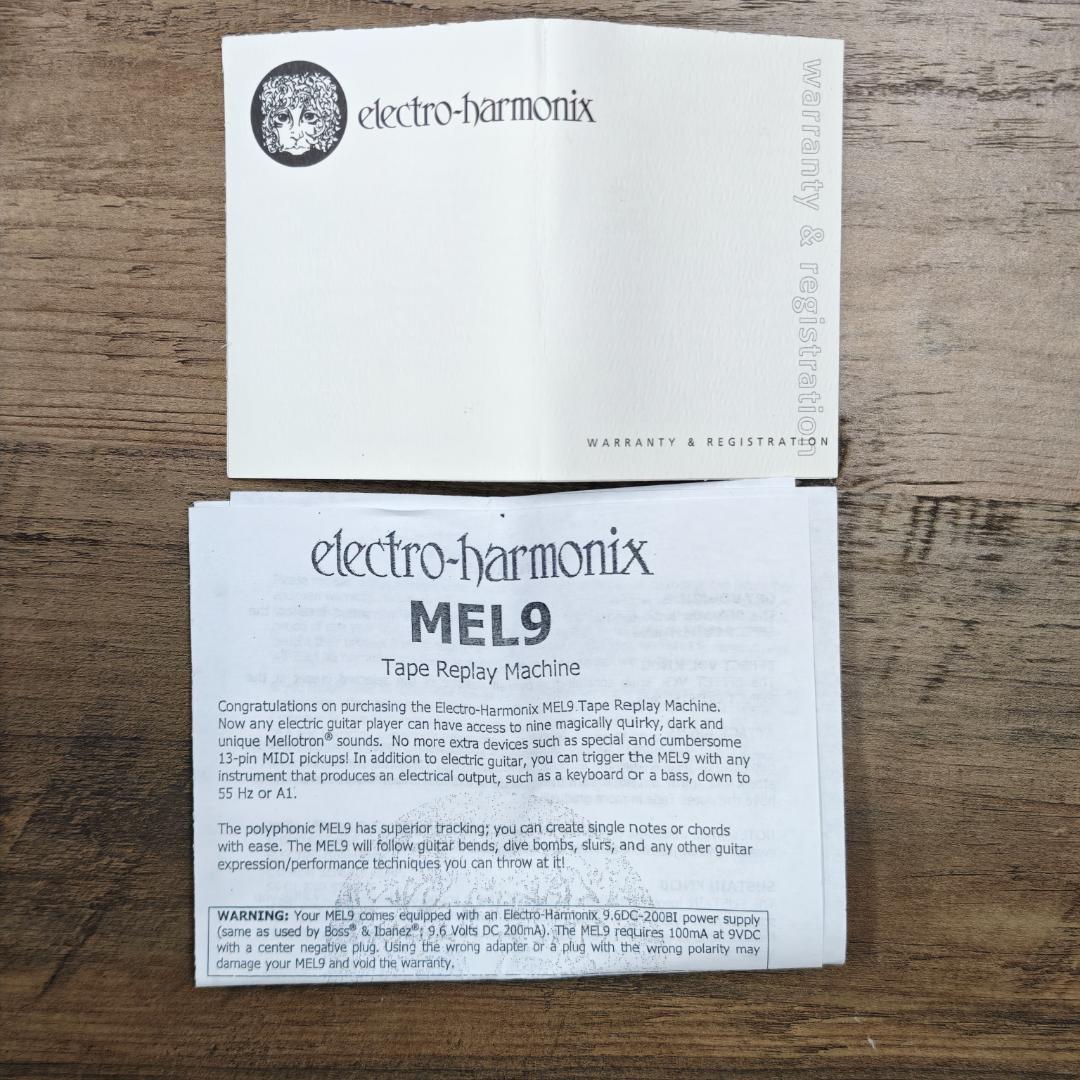 electro-harmonix
warranty & registration
WARRANTY & REGISTRATION
electro-harmonix
MEL9
Tape Replay Machine
Congratulations on purchasing the Electro-Harmonix MEL9 Tape Replay Machine.
Now any electric guitar player can have access to nine magically quirky, dark and
unique Mellotron® sounds. No more extra devices such as special and cumbersome
13-pin MIDI pickups! In addition to electric guitar, you can trigger the MEL9 with any
instrument that produces an electrical output, such as a keyboard or a bass, down to
55 Hz or A1.
The polyphonic MEL9 has superior tracking; you can create single notes or chords
with ease. The MEL9 will follow guitar bends, dive bombs, slurs, and any other guitar
expression/performance techniques you can throw at it!
WARNING: Your MEL9 comes equipped with an Electro-Harmonix 9.6DC-200BI power supply
(same as used by Boss® & Ibanez®: 9.6 Volts DC 200mA). The MEL9 requires 100mA at 9VDC
with a center negative plug. Using the wrong adapter or a plug with the wrong polarity may
damage your MEL9 and void the warranty.